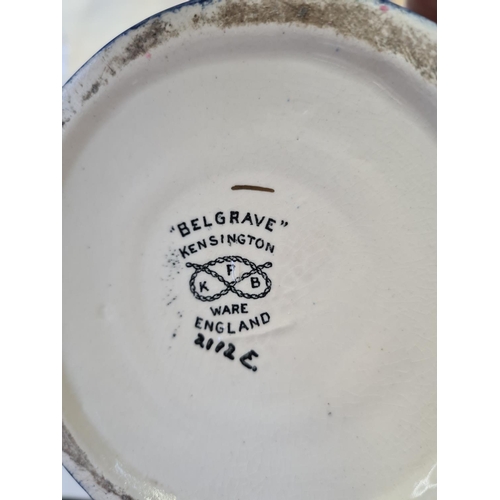 "BELGRAVE"
KENSINGTON
K P B
WARE
ENGLAND
2112 E.